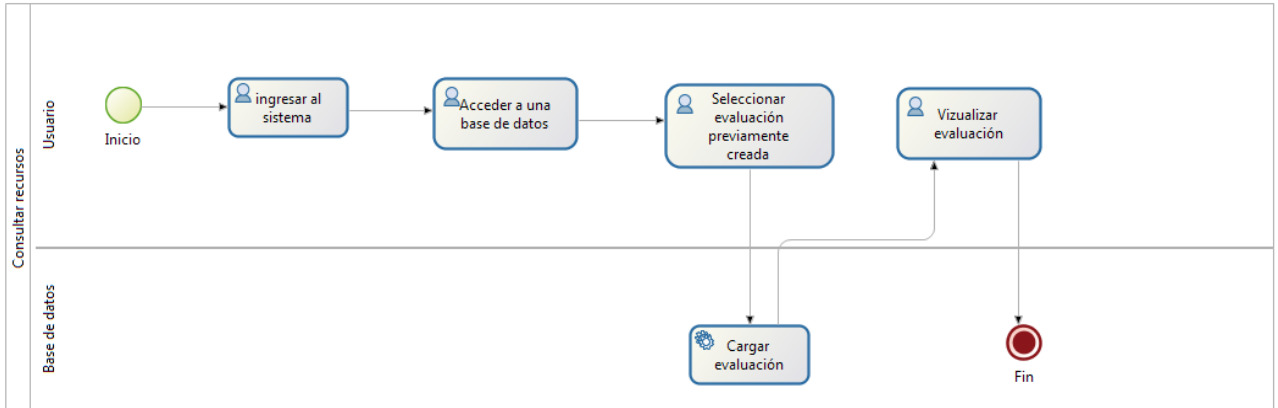 Consultar recursos
Usuario
Inicio
ingresar al
sistema
Acceder a una
base de datos
Seleccionar
evaluación
previamente
creada
Vizualizar
evaluación
Base de datos
Cargar
evaluación
Fin